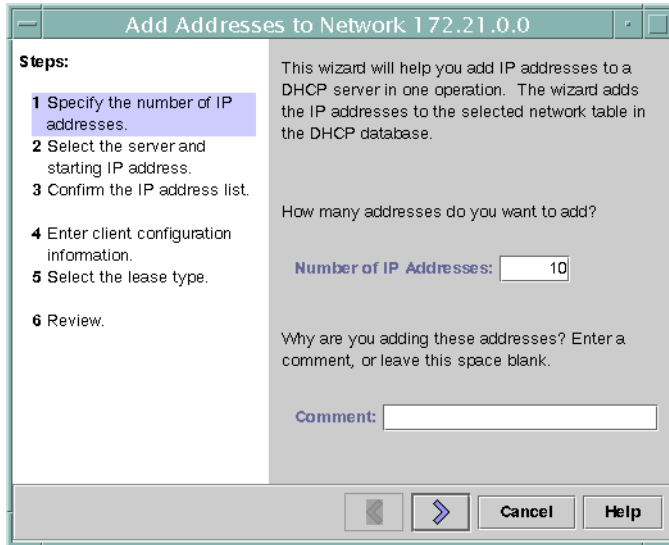 Add Addresses to Network 172.21.0.0
Steps:
1 Specify the number of IP
addresses.
2 Select the server and
starting IP address.
3 Confirm the IP address list.
4 Enter client configuration
information.
5 Select the lease type.
6 Review.
This wizard will help you add IP addresses to a
DHCP server in one operation. The wizard adds
the IP addresses to the selected network table in
the DHCP database.
How many addresses do you want to add?
Number of IP Addresses: 10
Why are you adding these addresses? Enter a
comment, or leave this space blank.
Comment:
Cancel Help